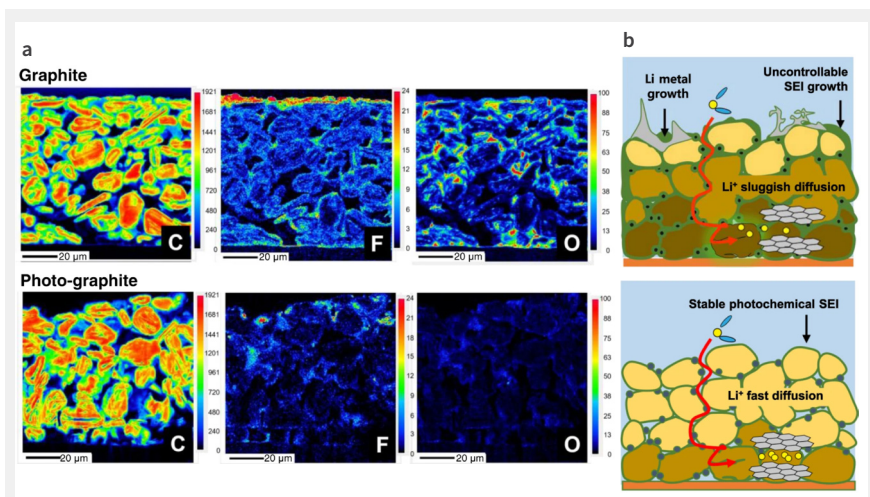 a
b
Graphite
1921
1681
1441
1201
960
720
480
240
0
C
20 µm
24
21
18
15
12
9
6
3
0
F
20 µm
100
88
75
63
50
38
25
13
0
O
20 µm
Li metal
growth
Uncontrollable
SEI growth
Li⁺ sluggish diffusion
Photo-graphite
1921
1681
1441
1201
960
720
480
240
0
C
20 µm
24
21
18
15
12
9
6
3
0
F
20 µm
100
88
75
63
50
38
25
13
0
O
20 µm
Stable photochemical SEI
Li⁺ fast diffusion